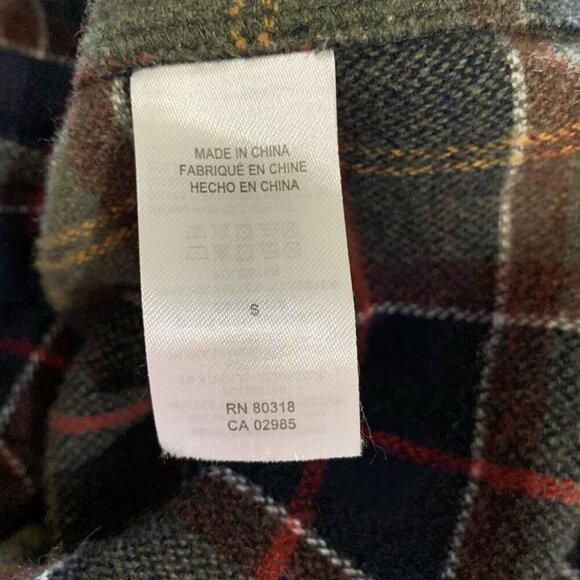 MADE IN CHINA
FABRIQUÉ EN CHINE
HECHO EN CHINA
S
RN 80318
CA 02985